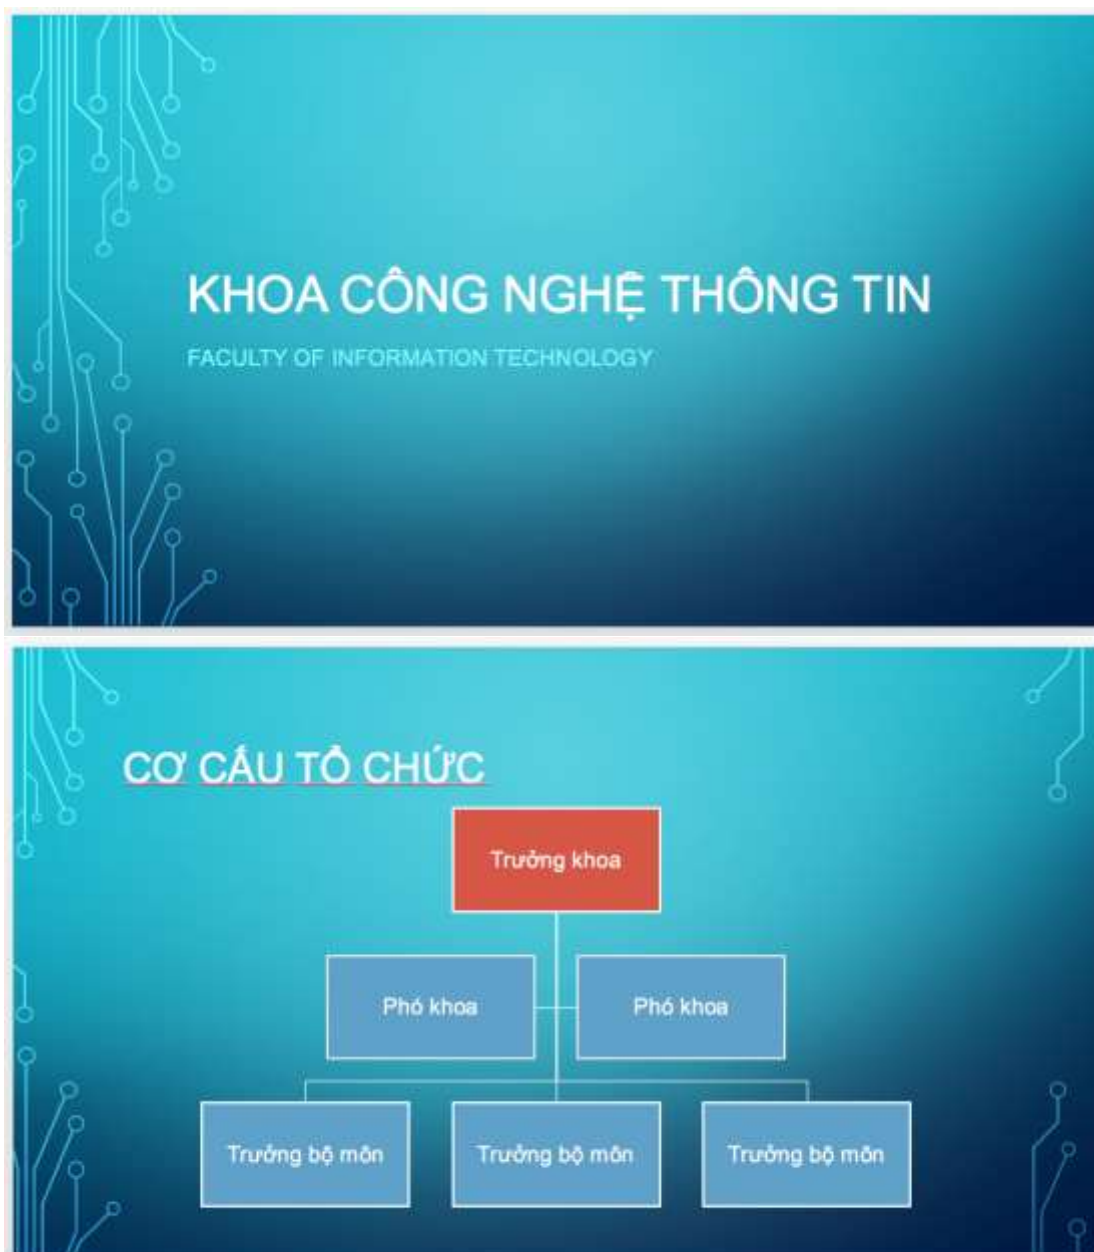 KHOA CÔNG NGHỆ THÔNG TIN
FACULTY OF INFORMATION TECHNOLOGY
CƠ CẤU TỔ CHỨC
Trưởng khoa
Phó khoa
Phó khoa
Trưởng bộ môn
Trưởng bộ môn
Trưởng bộ môn